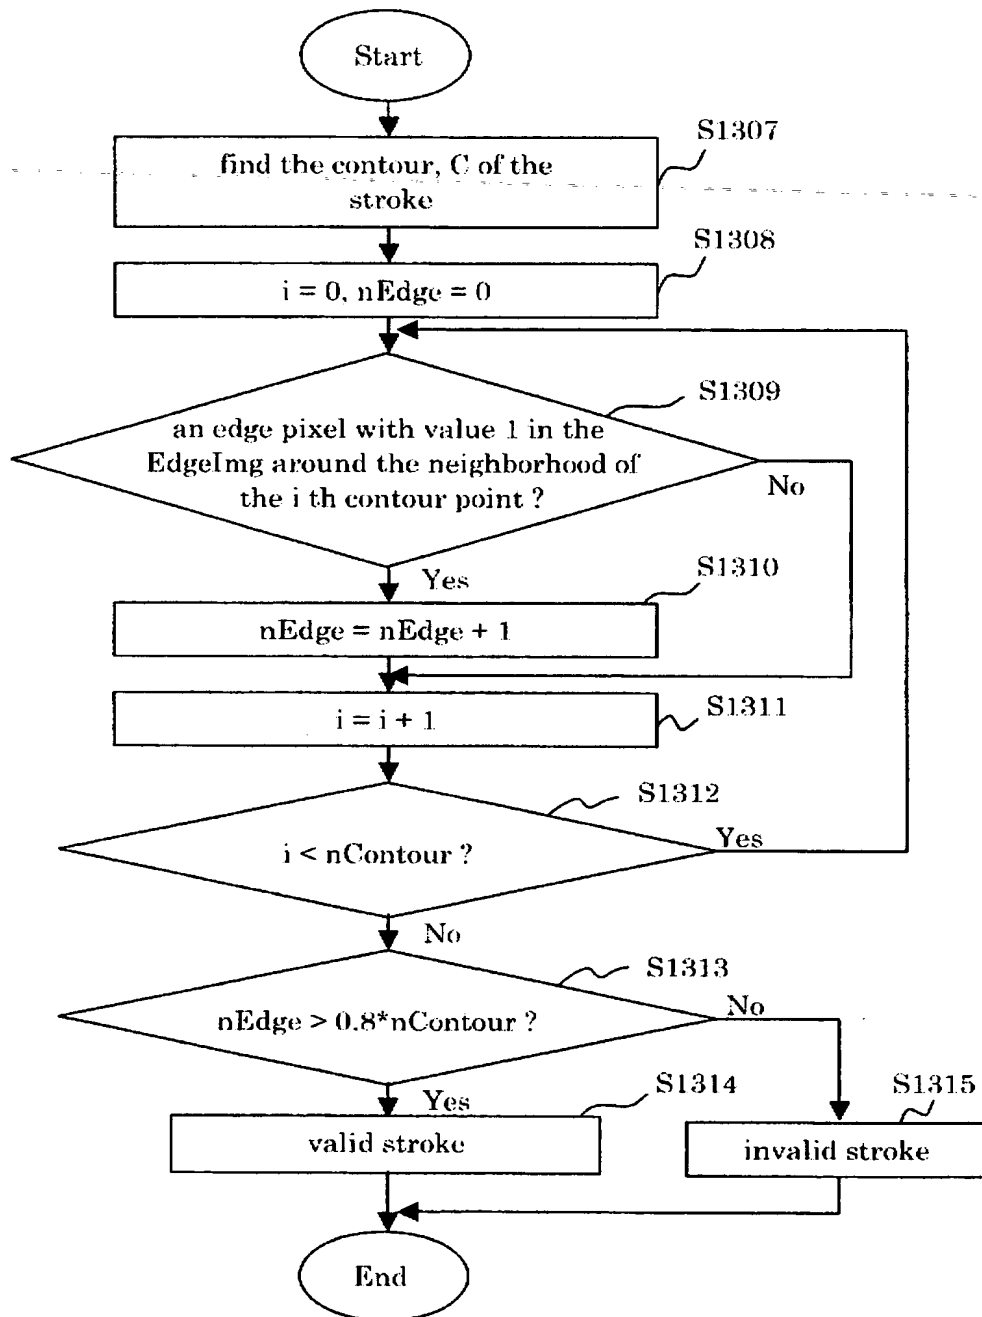 Start
S1307
find the contour, C of the
stroke
S1308
i = 0, nEdge = 0
S1309
an edge pixel with value 1 in the
EdgeImg around the neighborhood of
the i th contour point ?
No
Yes
S1310
nEdge = nEdge + 1
S1311
i = i + 1
S1312
i < nContour ?
Yes
No
S1313
nEdge > 0.8*nContour ?
No
Yes
S1314
S1315
valid stroke
invalid stroke
End